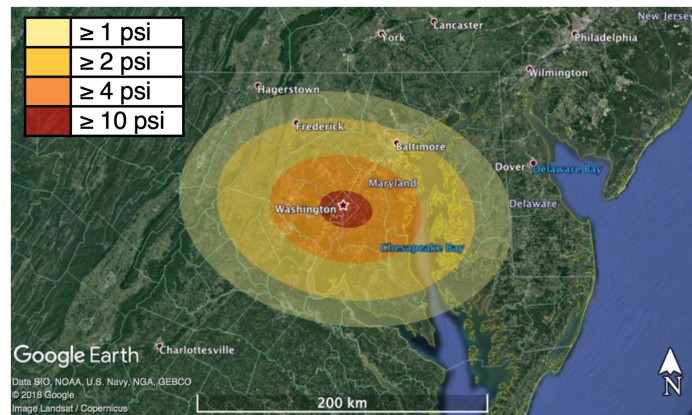 ≥ 1 psi
≥ 2 psi
≥ 4 psi
≥ 10 psi
New Jersey
Lancaster
York
Philadelphia
Wilmington
Hagerstown
Frederick
Baltimore
Dover
Delaware Bay
Maryland
Washington
Delaware
Chesapeake Bay
Charlottesville
Google Earth
Data SIO, NOAA, U.S. Navy, NGA, GEBCO
© 2018 Google
Image Landsat / Copernicus
200 km
N